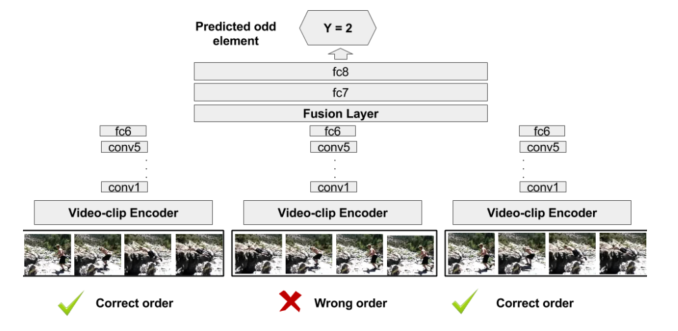 Predicted odd
element
Y = 2
fc8
fc7
Fusion Layer
fc6 fc6 fc6
conv5 conv5 conv5
conv1 conv1 conv1
Video-clip Encoder Video-clip Encoder Video-clip Encoder
Correct order Wrong order Correct order